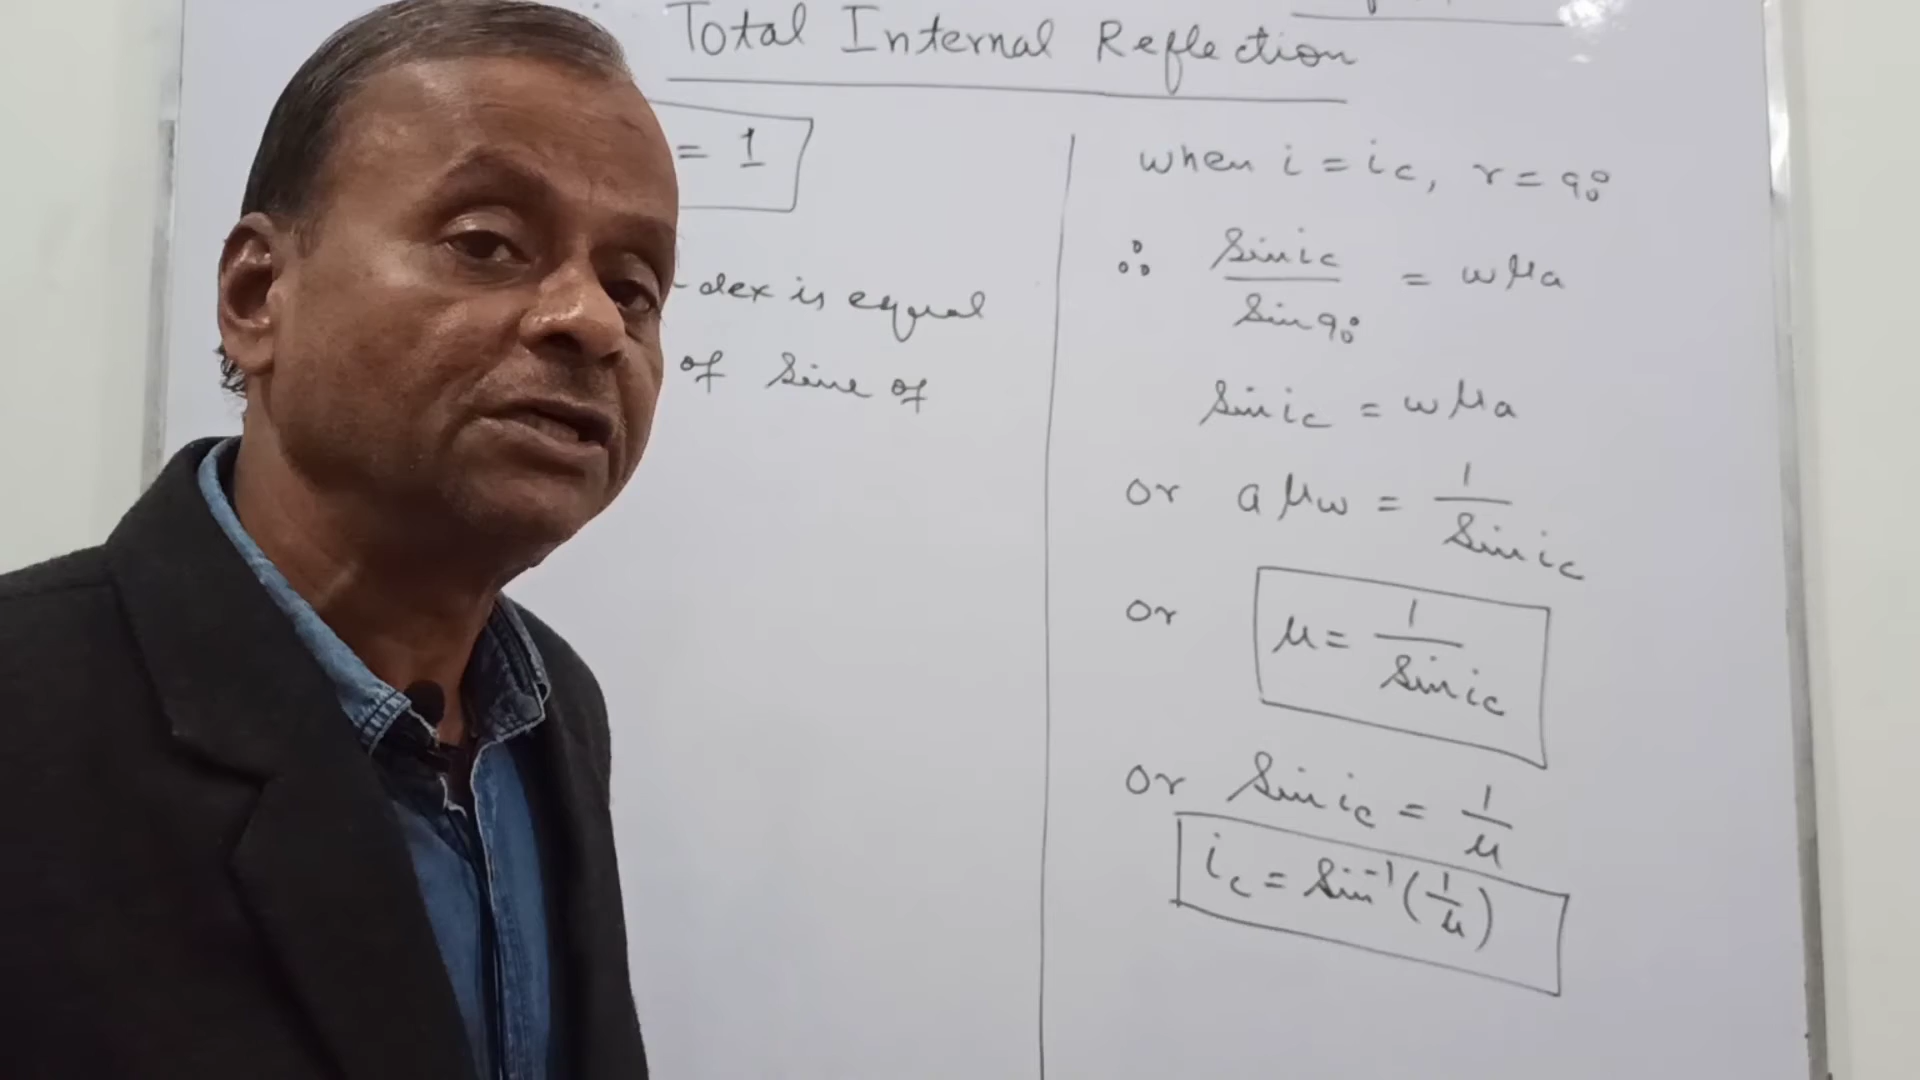 Total Internal Reflection
= 1
dex is equal
of Sine of
when i = ic, r = 90°
∴ Sin ic / Sin 90° = wμa
Sin ic = wμa
or aμw = 1 / Sin ic
or μ = 1 / Sin ic
or Sin ic = 1/μ
ic = Sin⁻¹(1/μ)